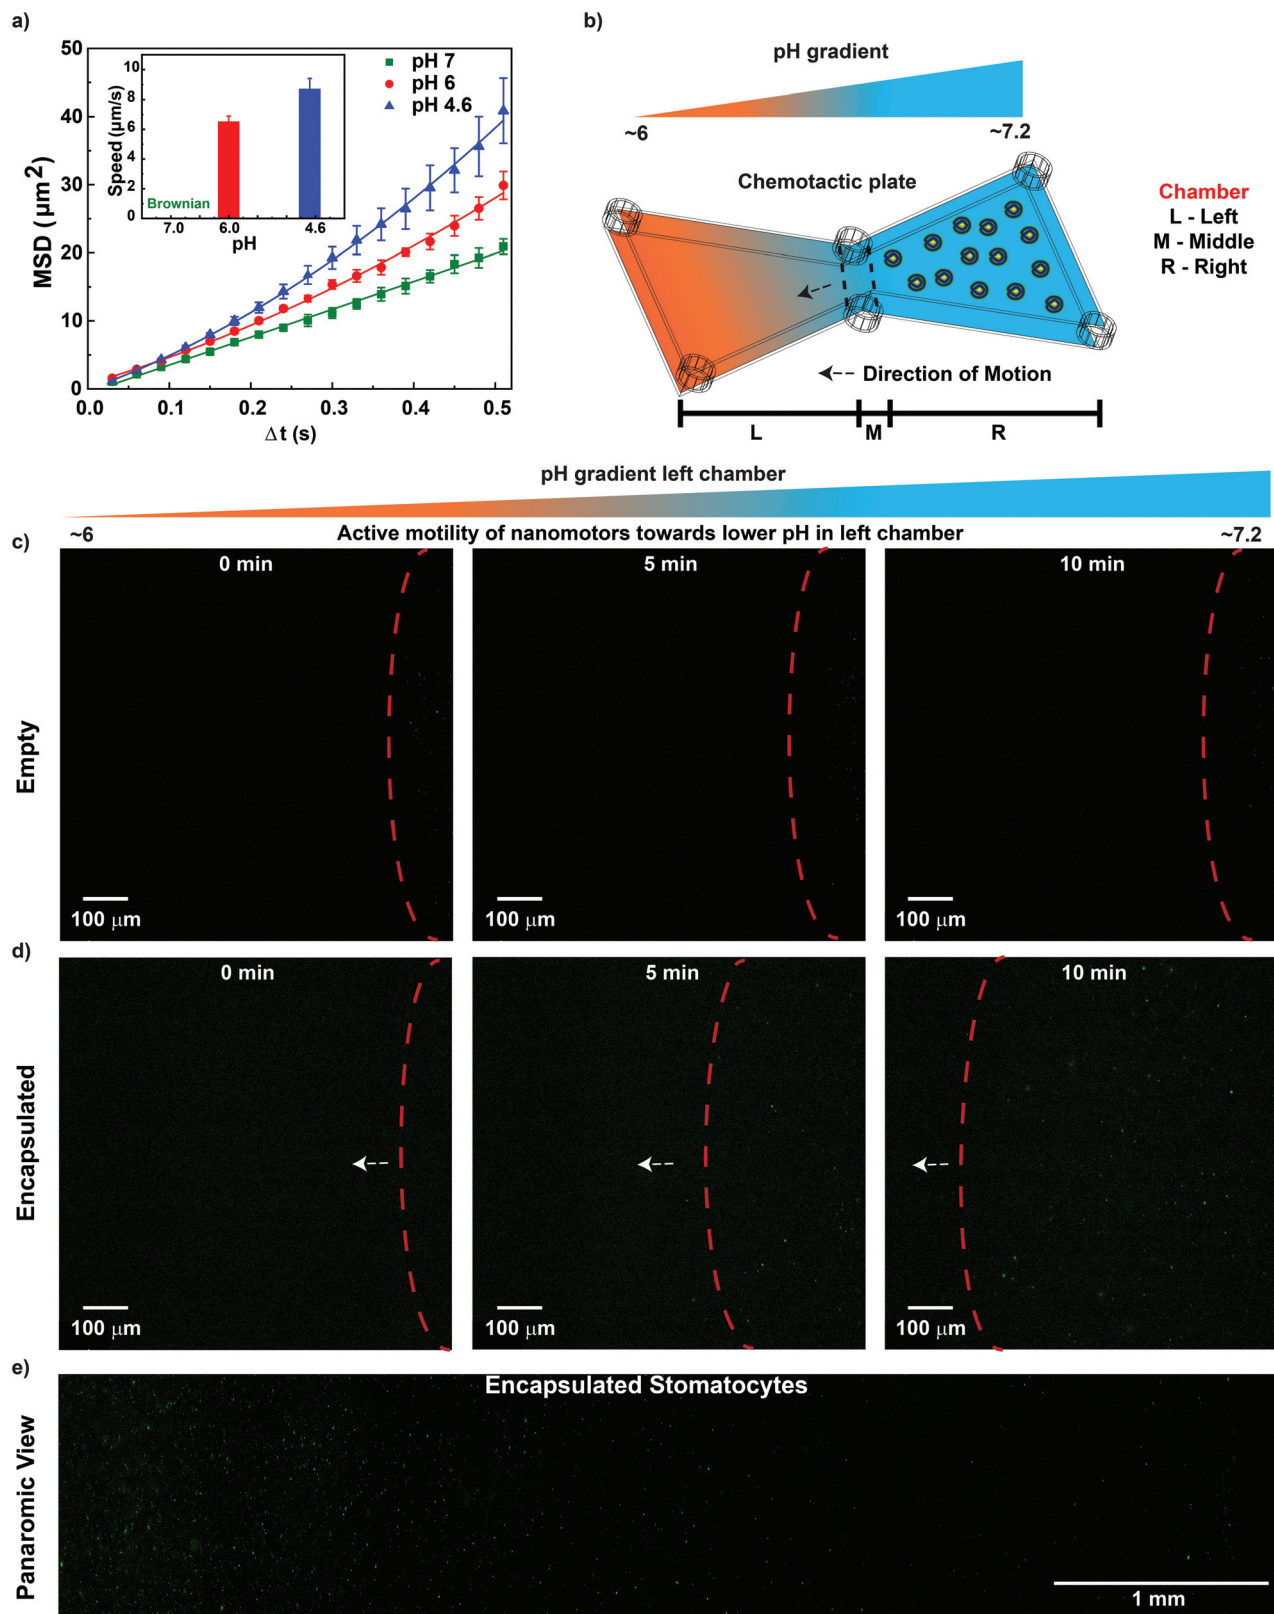 a)
50
40
30
20
10
0
MSD (µm²)
0.0 0.1 0.2 0.3 0.4 0.5
Δt (s)
pH 7
pH 6
pH 4.6
10
8
6
4
2
0
Speed (µm/s)
Brownian
7.0 6.0 4.6
pH
b)
pH gradient
~6
~7.2
Chemotactic plate
Chamber
L - Left
M - Middle
R - Right
Direction of Motion
L M R
pH gradient left chamber
~6
Active motility of nanomotors towards lower pH in left chamber
~7.2
c)
Empty
0 min
5 min
10 min
100 µm
100 µm
100 µm
d)
Encapsulated
0 min
5 min
10 min
100 µm
100 µm
100 µm
e)
Panaromic View
Encapsulated Stomatocytes
1 mm